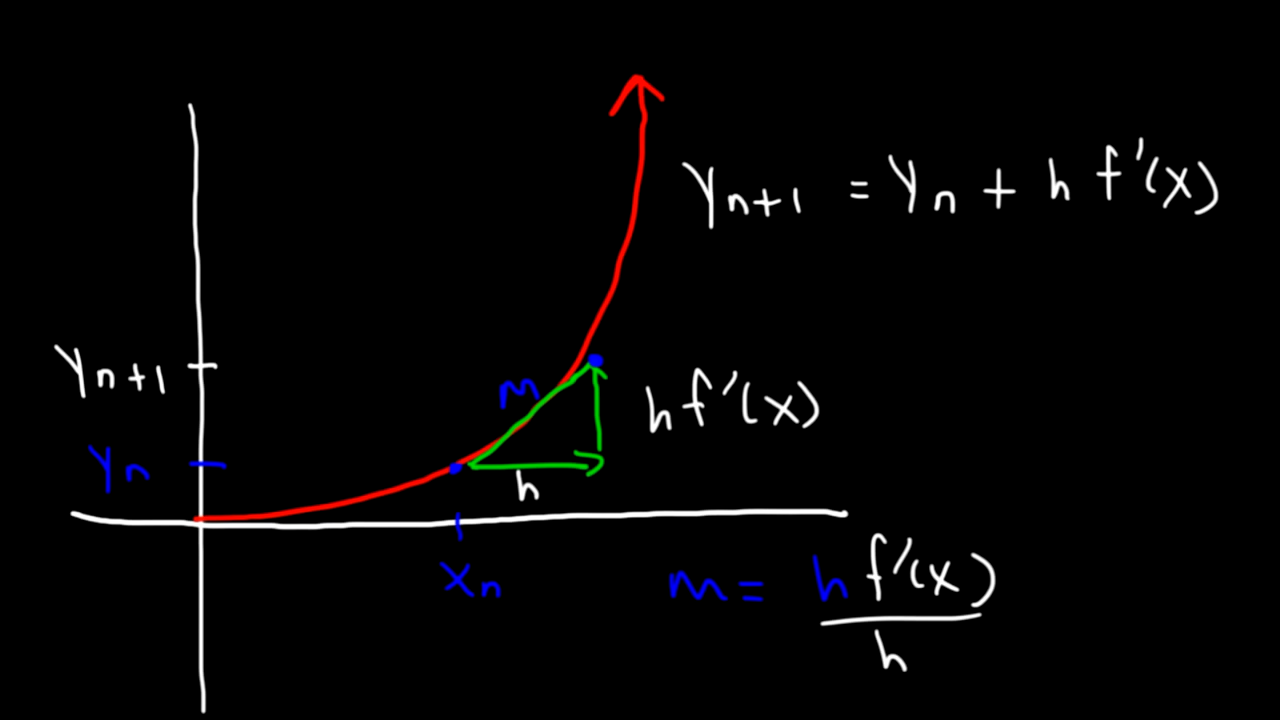 Yn+1 = Yn + h f'(x)
Yn+1
m
h f'(x)
Yn
h
Xn
m = h f'(x)
h